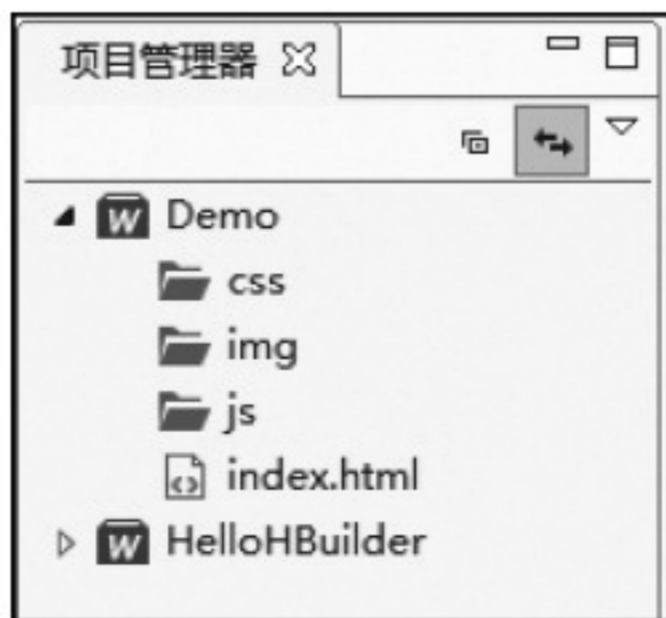 项目管理器
Demo
css
img
js
index.html
HelloHBuilder